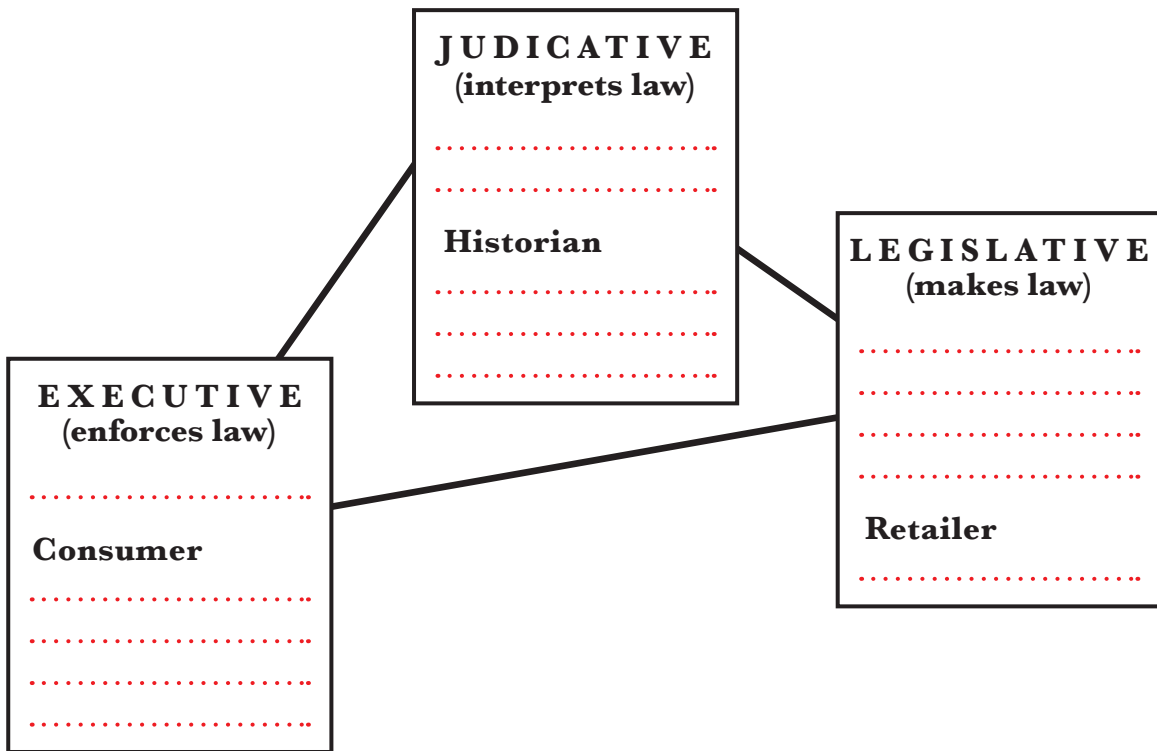 JUDICATIVE
(interprets law)
Historian
LEGISLATIVE
(makes law)
Retailer
EXECUTIVE
(enforces law)
Consumer